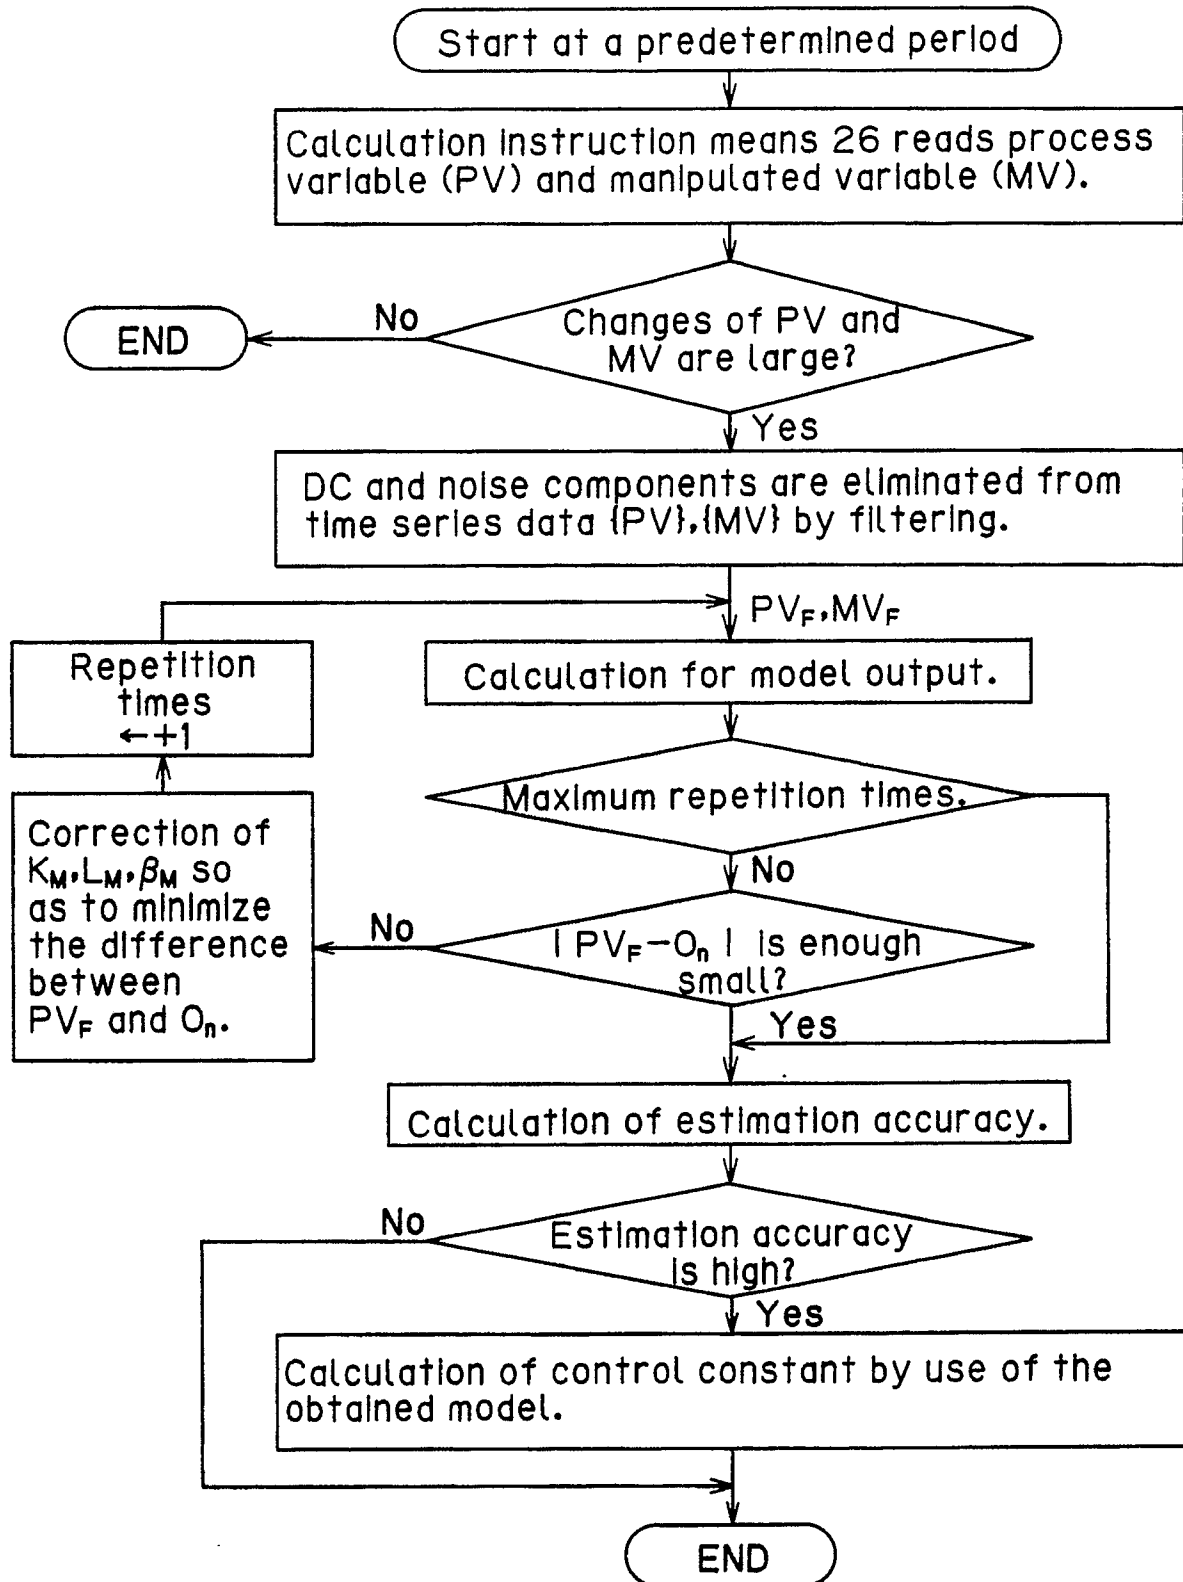 Start at a predetermined period
Calculation instruction means 26 reads process
variable (PV) and manipulated variable (MV).
No
Changes of PV and
MV are large?
END
Yes
DC and noise components are eliminated from
time series data {PV},{MV} by filtering.
PVF,MVF
Repetition
times
←+1
Calculation for model output.
Maximum repetition times.
Correction of
KM,LM,βM so
as to minimize
the difference
between
PVF and On.
No
No
| PVF−On | is enough
small?
Yes
Calculation of estimation accuracy.
No
Estimation accuracy
is high?
Yes
Calculation of control constant by use of the
obtained model.
END